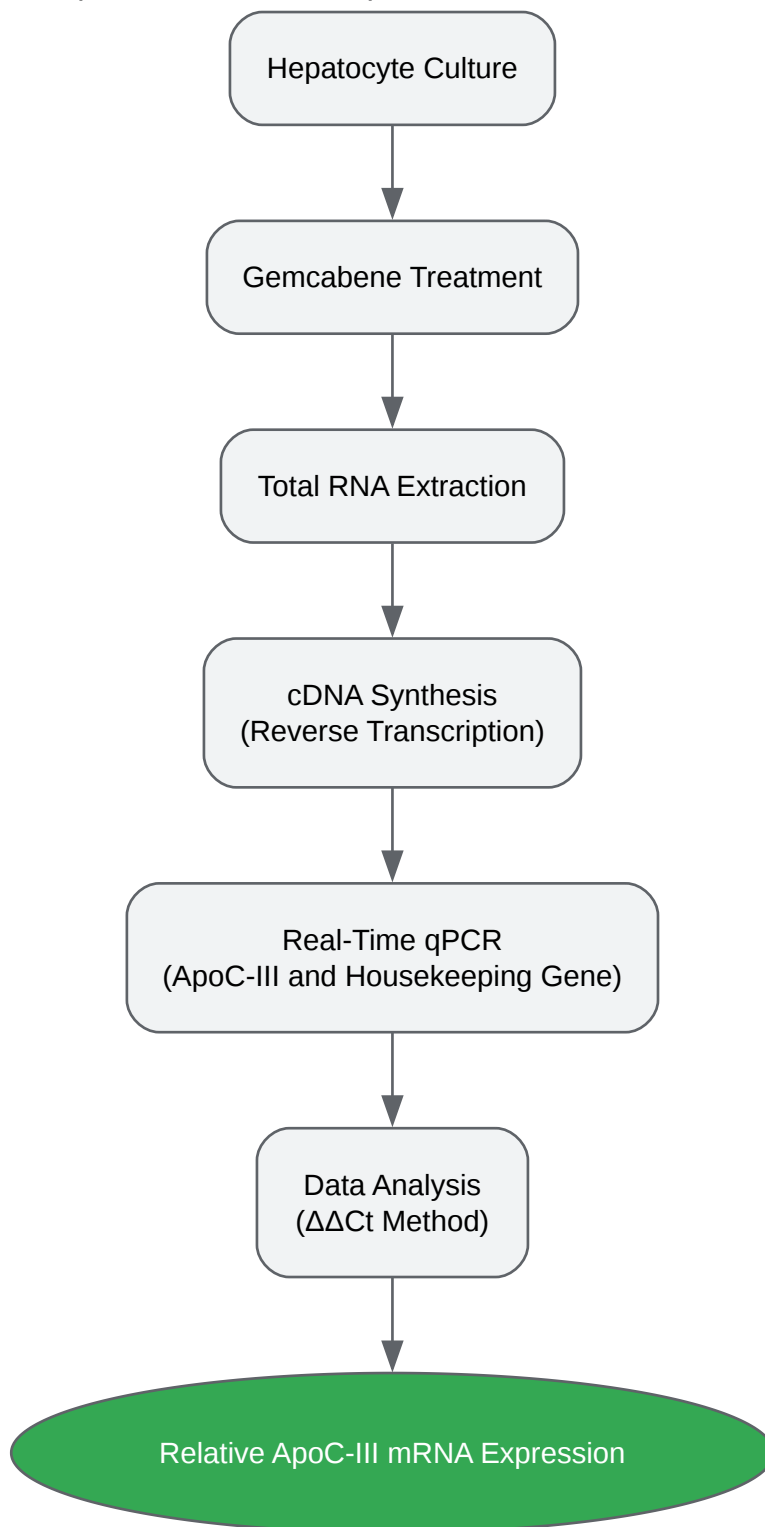 Hepatocyte Culture
Gemcabene Treatment
Total RNA Extraction
cDNA Synthesis
(Reverse Transcription)
Real-Time qPCR
(ApoC-III and Housekeeping Gene)
Data Analysis
(ΔΔCt Method)
Relative ApoC-III mRNA Expression